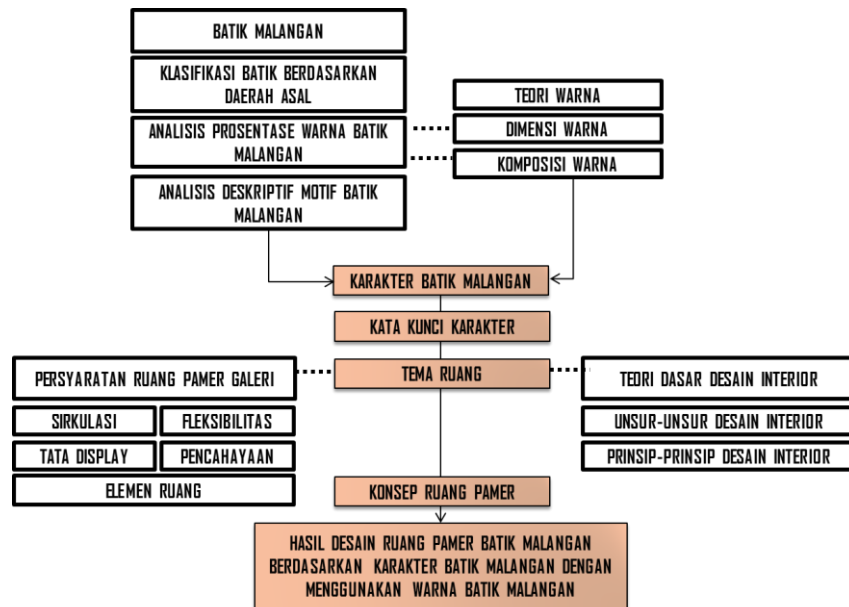 BATIK MALANGAN
KLASIFIKASI BATIK BERDASARKAN
DAERAH ASAL
ANALISIS PROSENTASE WARNA BATIK
MALANGAN
ANALISIS DESKRIPTIF MOTIF BATIK
MALANGAN
TEORI WARNA
DIMENSI WARNA
KOMPOSISI WARNA
KARAKTER BATIK MALANGAN
KATA KUNCI KARAKTER
TEMA RUANG
PERSYARATAN RUANG PAMER GALERI
SIRKULASI
FLEKSIBILITAS
TATA DISPLAY
PENCAHAYAAN
ELEMEN RUANG
TEORI DASAR DESAIN INTERIOR
UNSUR-UNSUR DESAIN INTERIOR
PRINSIP-PRINSIP DESAIN INTERIOR
KONSEP RUANG PAMER
HASIL DESAIN RUANG PAMER BATIK MALANGAN
BERDASARKAN KARAKTER BATIK MALANGAN DENGAN
MENGGUNAKAN WARNA BATIK MALANGAN